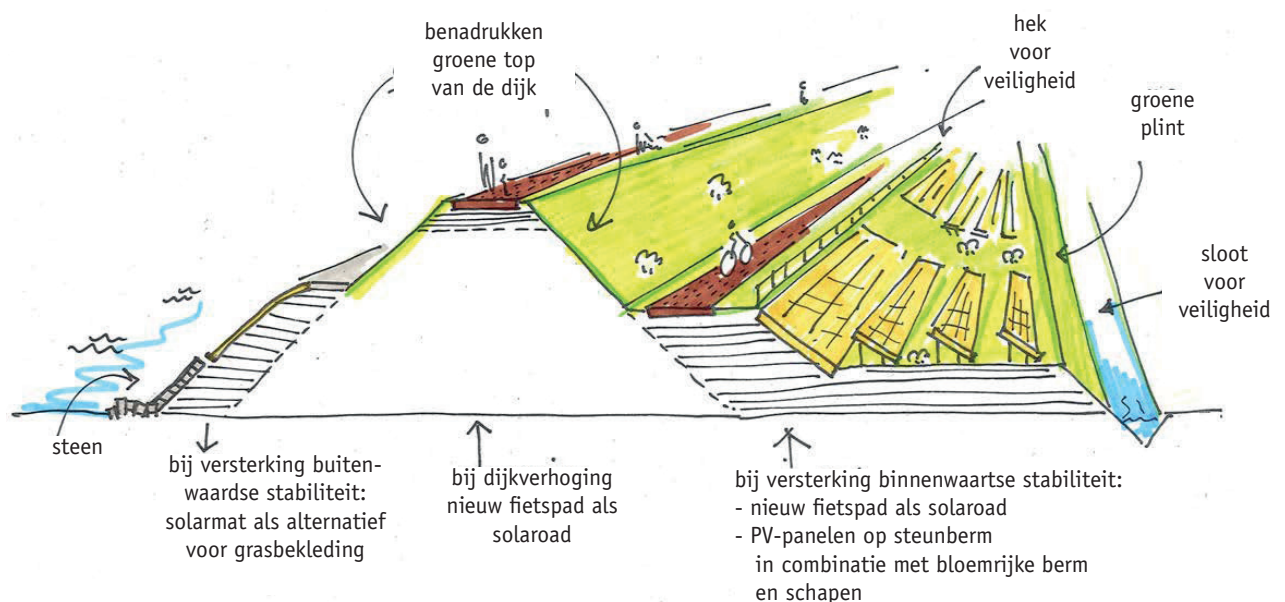 benadrukken
groene top
van de dijk
hek
voor
veiligheid
groene
plint
sloot
voor
veiligheid
steen
bij versterking buiten-
waardse stabiliteit:
solarmat als alternatief
voor grasbekleding
bij dijkverhoging
nieuw fietspad als
solaroad
bij versterking binnenwaartse stabiliteit:
- nieuw fietspad als solaroad
- PV-panelen op steunberm
in combinatie met bloemrijke berm
en schapen